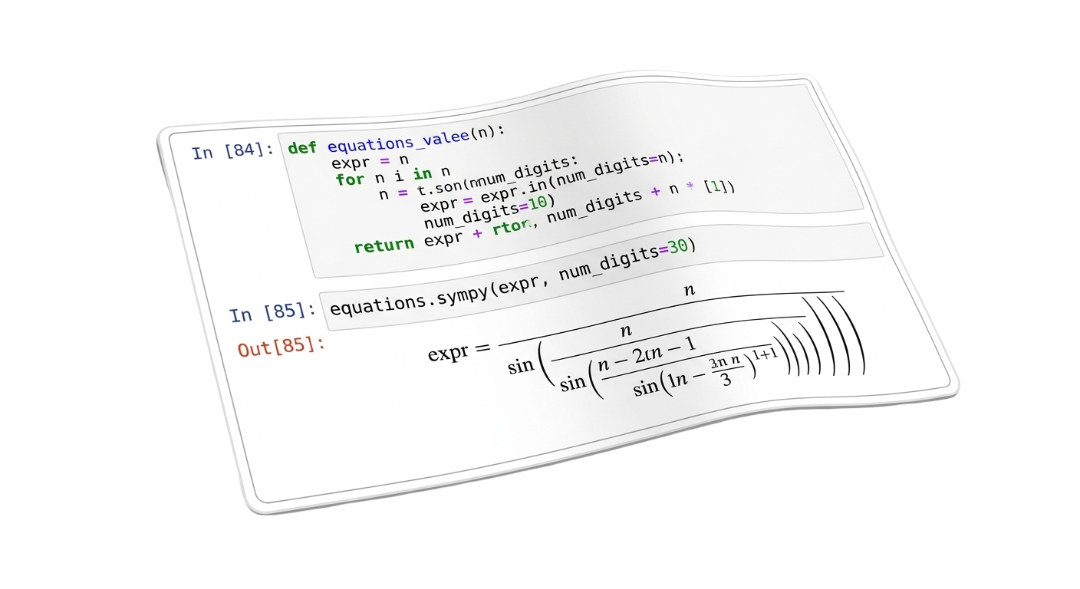 In [84]: def equations_valee(n):
expr = n
for n i in n
n = t.son(nnum_digits:
expr = expr.in(num_digits=n);
num_digits=10)
return expr + rtor, num_digits + n * [1])
In [85]: equations.sympy(expr, num_digits=30)
Out[85]:
n
expr =
n
sin(
n − 2ın − 1
sin(
sin(1n − 3n n / 3)^1+i))))))))